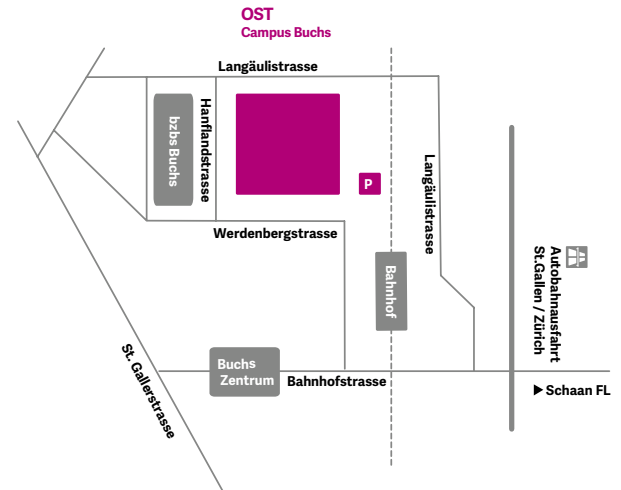 OST
Campus Buchs
Langäulistrasse
bzbs Buchs
Hanflandstrasse
P
Langäulistrasse
Werdenbergstrasse
Bahnhof
Autobahnausfahrt
St.Gallen / Zürich
St. Gallerstrasse
Buchs
Zentrum
Bahnhofstrasse
▶ Schaan FL